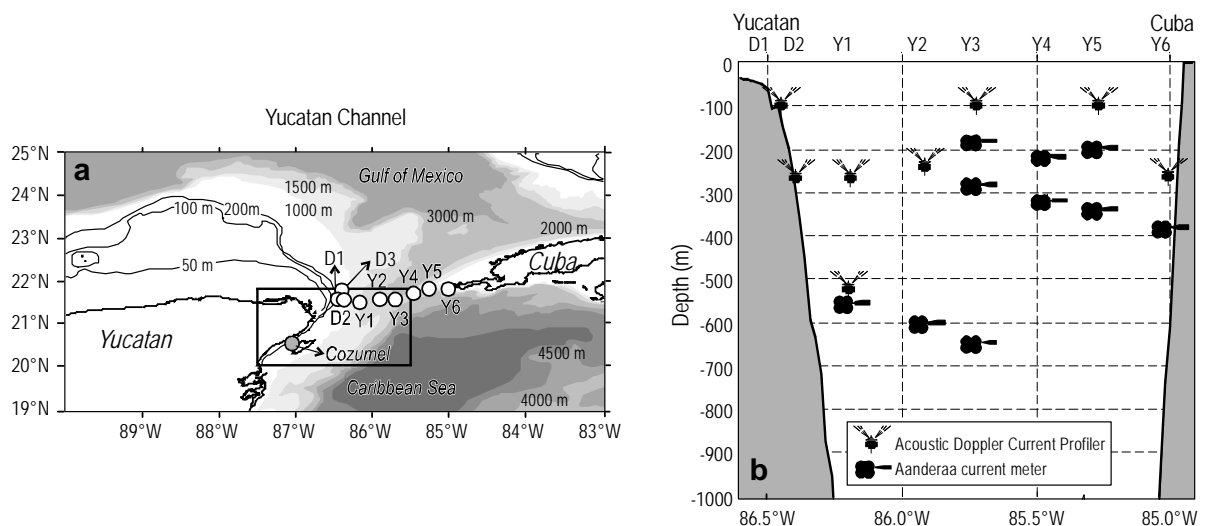 Yucatan Channel
25°N
24°N
23°N
22°N
21°N
20°N
19°N
a
1500 m
Gulf of Mexico
1000 m
100 m
200m
3000 m
2000 m
D1
D3
50 m
Y2
Y4
Y5
Cuba
D2
Y1
Y3
Y6
Yucatan
Cozumel
4500 m
Caribbean Sea
4000 m
89°W 88°W 87°W 86°W 85°W 84°W 83°W
Yucatan Cuba
D1 D2 Y1 Y2 Y3 Y4 Y5 Y6
Depth (m)
0
-100
-200
-300
-400
-500
-600
-700
-800
-900
-1000
Acoustic Doppler Current Profiler
Aanderaa current meter
b
86.5°W 86.0°W 85.5°W 85.0°W